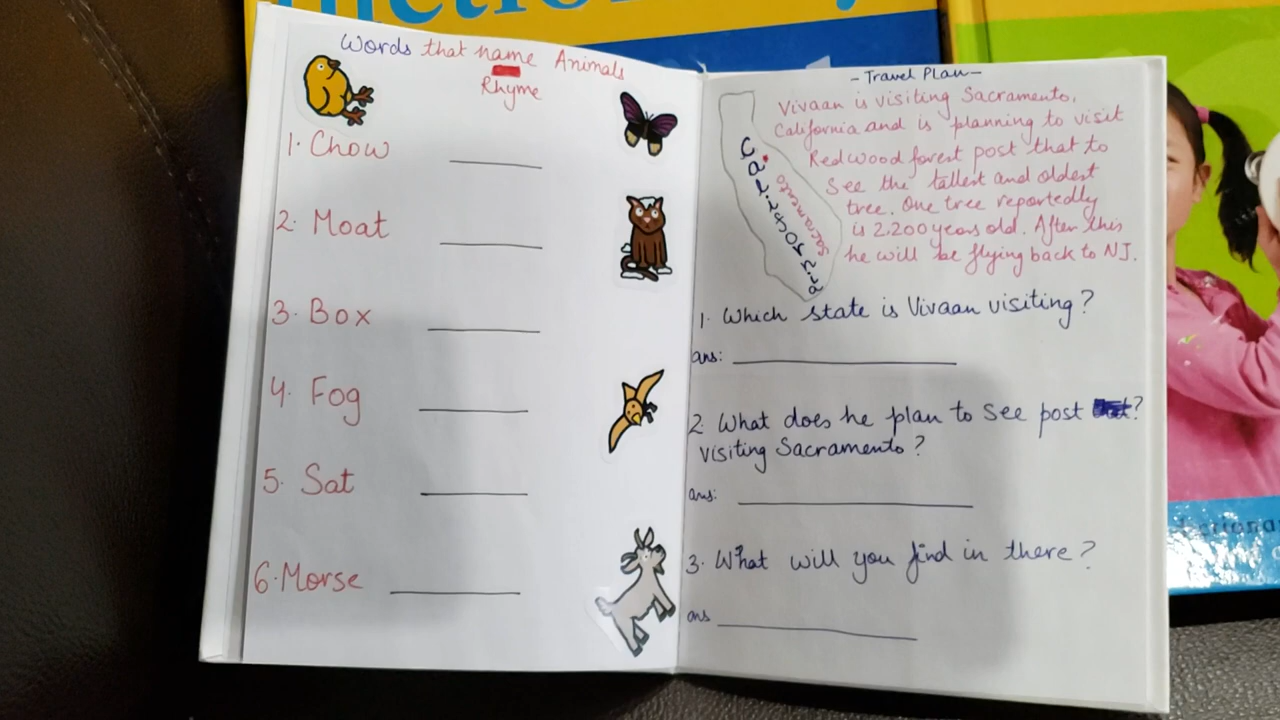 Words that name Animals
Rhyme
1. Chow
2. Moat
3. Box
4. Fog
5. Sat
6. Morse
- Travel Plan -
California
Sacramento
Vivaan is visiting Sacramento,
California and is planning to visit
Redwood forest post that to
See the tallest and oldest
tree. One tree reportedly
is 2,200 years old. After this
he will be flying back to NJ.
1. Which state is Vivaan visiting?
ans:
2. What does he plan to see post ?
visiting Sacramento?
ans:
3. What will you find in there?
ans